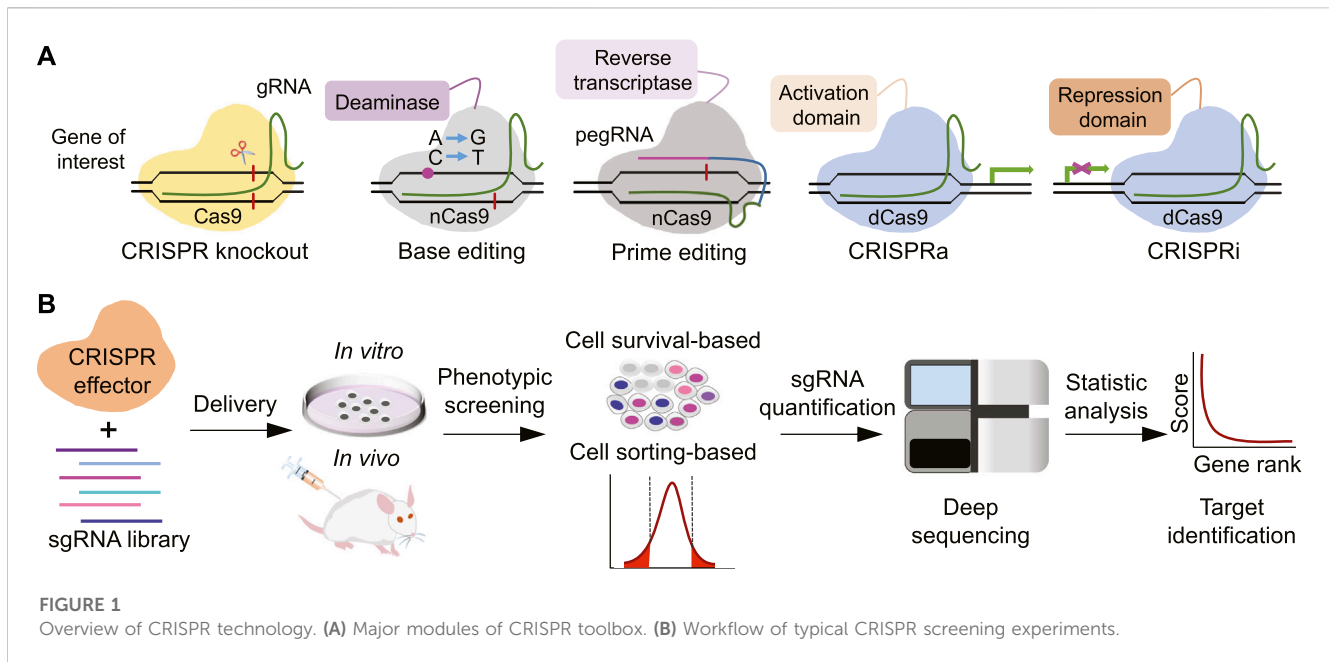 A
gRNA
Gene of
interest
Cas9
CRISPR knockout
Deaminase
A G
C T
nCas9
Base editing
Reverse
transcriptase
pegRNA
nCas9
Prime editing
Activation
domain
dCas9
CRISPRa
Repression
domain
dCas9
CRISPRi
B
CRISPR
effector
+
sgRNA library
Delivery
In vitro
In vivo
Phenotypic
screening
Cell survival-based
Cell sorting-based
sgRNA
quantification
Deep
sequencing
Statistic
analysis
Score
Gene rank
Target
identification
FIGURE 1
Overview of CRISPR technology. (A) Major modules of CRISPR toolbox. (B) Workflow of typical CRISPR screening experiments.